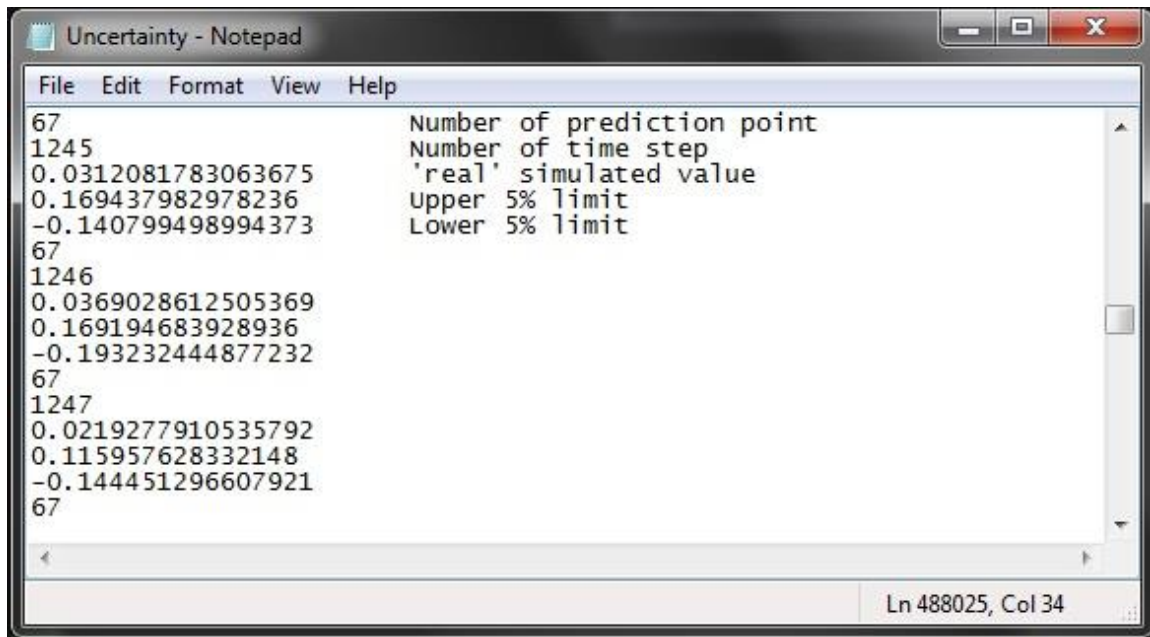 Uncertainty - Notepad
File Edit Format View Help
67 Number of prediction point
1245 Number of time step
0.0312081783063675 'real' simulated value
0.169437982978236 Upper 5% limit
-0.140799498994373 Lower 5% limit
67
1246
0.0369028612505369
0.169194683928936
-0.193232444877232
67
1247
0.0219277910535792
0.115957628332148
-0.144451296607921
67
Ln 488025, Col 34